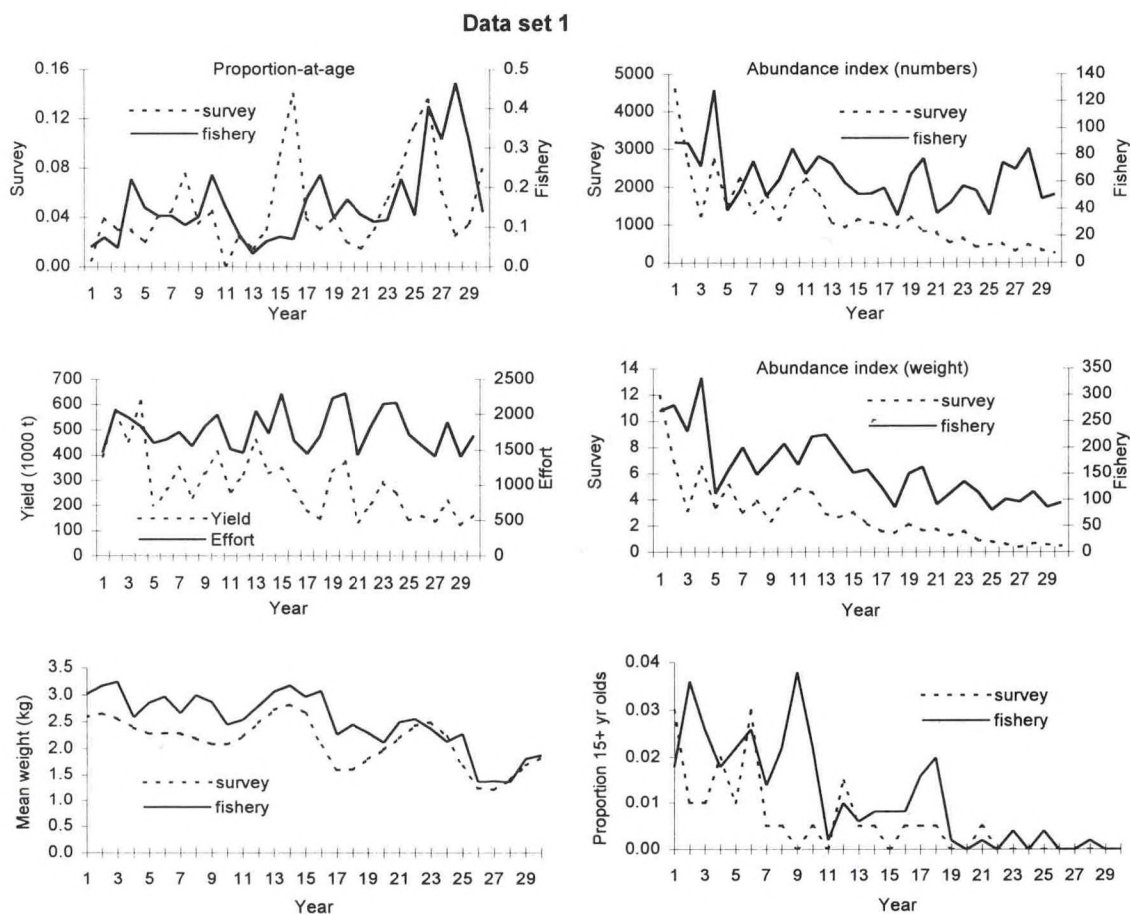 Data set 1
Proportion-at-age
survey
fishery
Survey
Fishery
0.16
0.12
0.08
0.04
0.00
0.5
0.4
0.3
0.2
0.1
0.0
1 3 5 7 9 11 13 15 17 19 21 23 25 27 29
Year
Abundance index (numbers)
survey
fishery
Survey
Fishery
5000
4000
3000
2000
1000
0
140
120
100
80
60
40
20
0
1 3 5 7 9 11 13 15 17 19 21 23 25 27 29
Year
Yield (1000 t)
Effort
700
600
500
400
300
200
100
0
2500
2000
1500
1000
500
0
Yield
Effort
1 3 5 7 9 11 13 15 17 19 21 23 25 27 29
Year
Abundance index (weight)
survey
fishery
Survey
Fishery
14
12
10
8
6
4
2
0
350
300
250
200
150
100
50
0
1 3 5 7 9 11 13 15 17 19 21 23 25 27 29
Year
Mean weight (kg)
3.5
3.0
2.5
2.0
1.5
1.0
0.5
0.0
survey
fishery
1 3 5 7 9 11 13 15 17 19 21 23 25 27 29
Year
Proportion 15+ yr olds
0.04
0.03
0.02
0.01
0.00
survey
fishery
1 3 5 7 9 11 13 15 17 19 21 23 25 27 29
Year